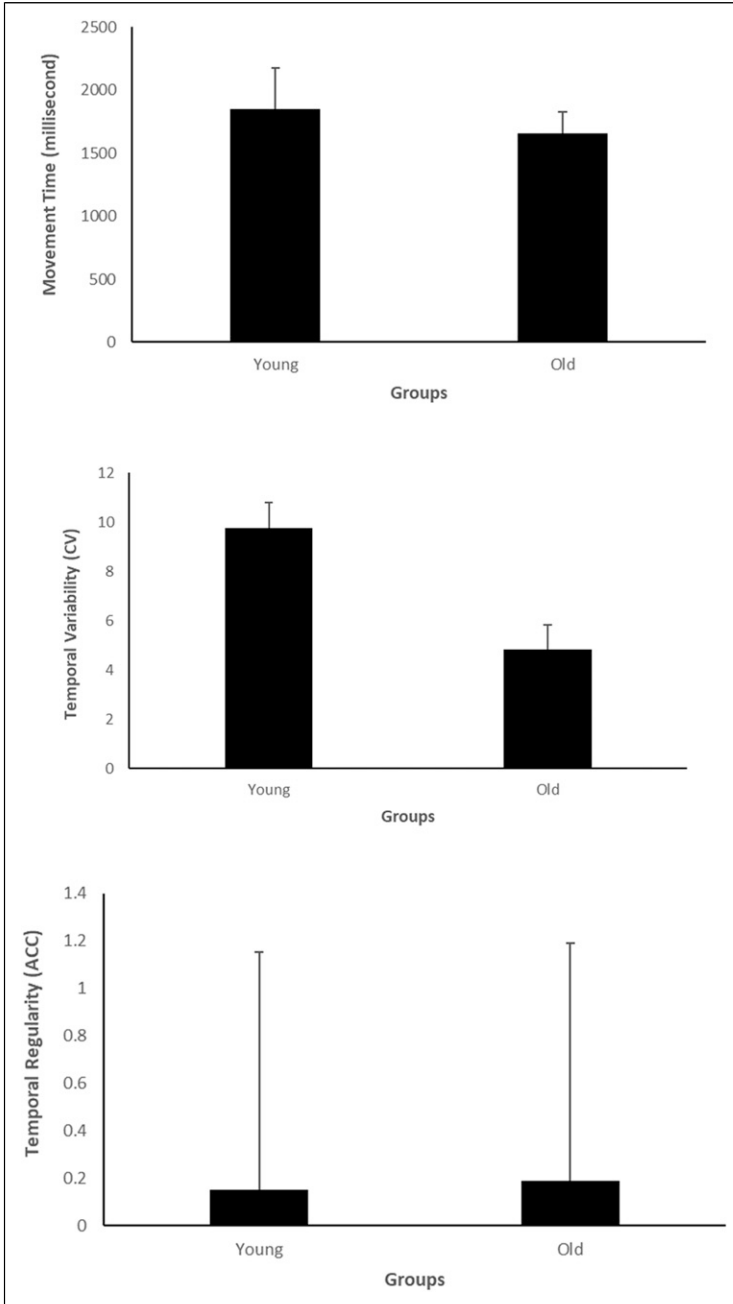 Movement Time (millisecond)
2500
2000
1500
1000
500
0
Young
Old
Groups
Temporal Variability (CV)
12
10
8
6
4
2
0
Young
Old
Groups
Temporal Regularity (ACC)
1.4
1.2
1
0.8
0.6
0.4
0.2
0
Young
Old
Groups